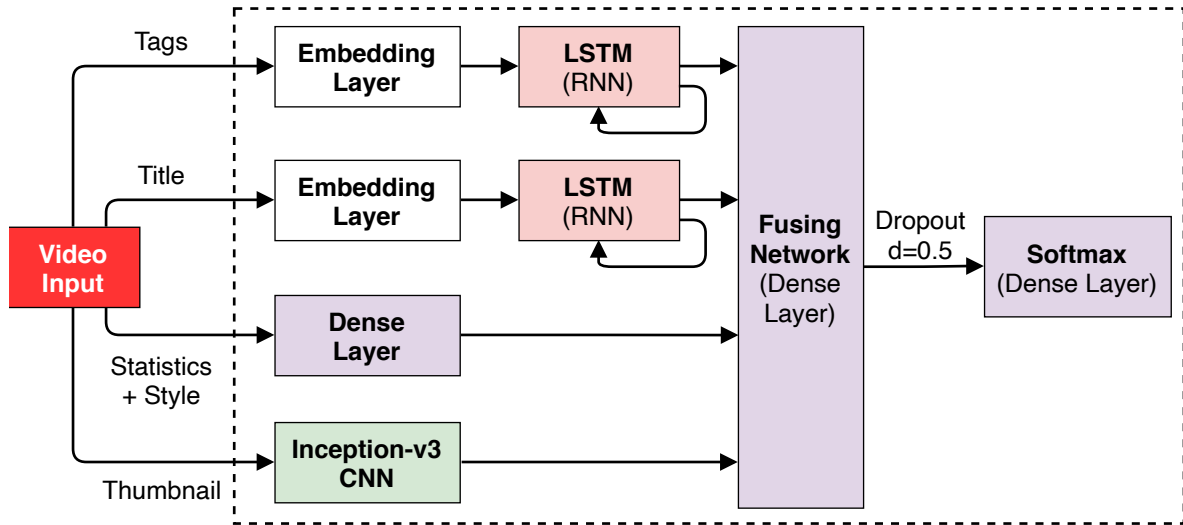 Tags
Embedding
Layer
LSTM
(RNN)
Title
Embedding
Layer
LSTM
(RNN)
Video
Input
Statistics
+ Style
Dense
Layer
Thumbnail
Inception-v3
CNN
Fusing
Network
(Dense
Layer)
Dropout
d=0.5
Softmax
(Dense Layer)